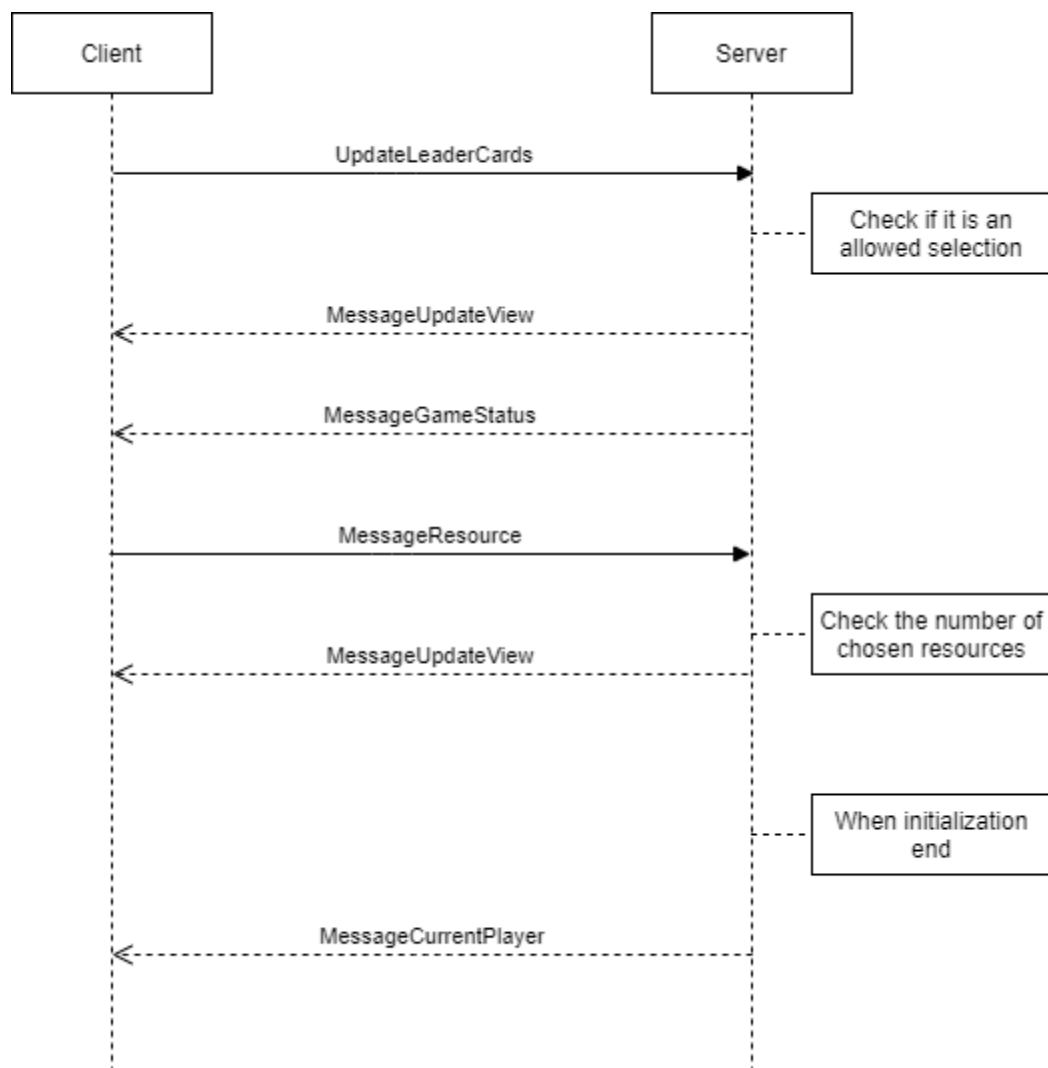 Client
Server
UpdateLeaderCards
Check if it is an
allowed selection
MessageUpdateView
MessageGameStatus
MessageResource
Check the number of
chosen resources
MessageUpdateView
When initialization
end
MessageCurrentPlayer